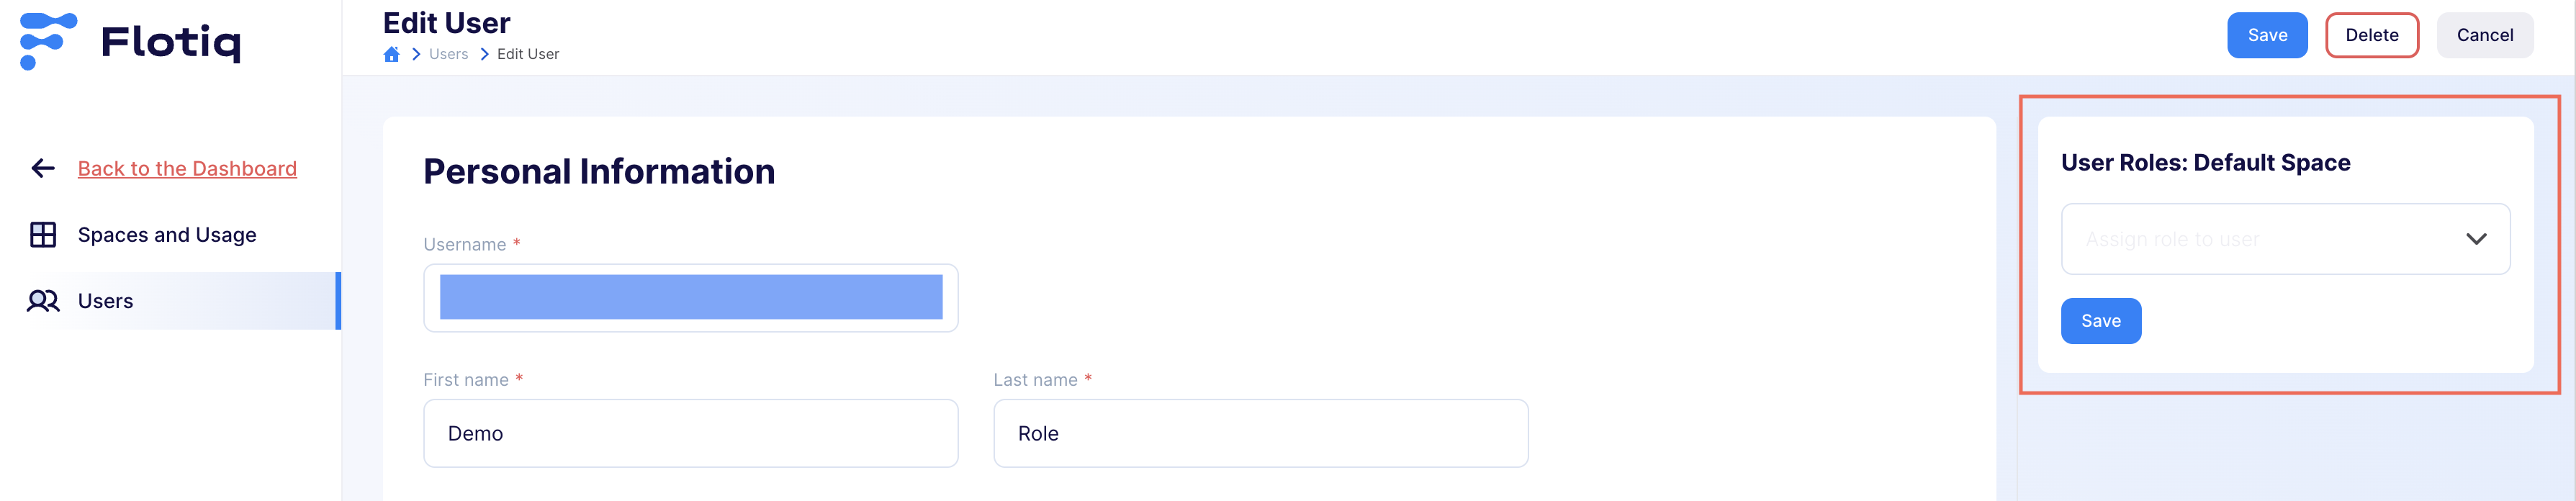 Flotiq
Back to the Dashboard
Spaces and Usage
Users
Edit User
Users
Edit User
Save
Delete
Cancel
Personal Information
Username *
First name *
Last name *
Demo
Role
User Roles: Default Space
Assign role to user
Save